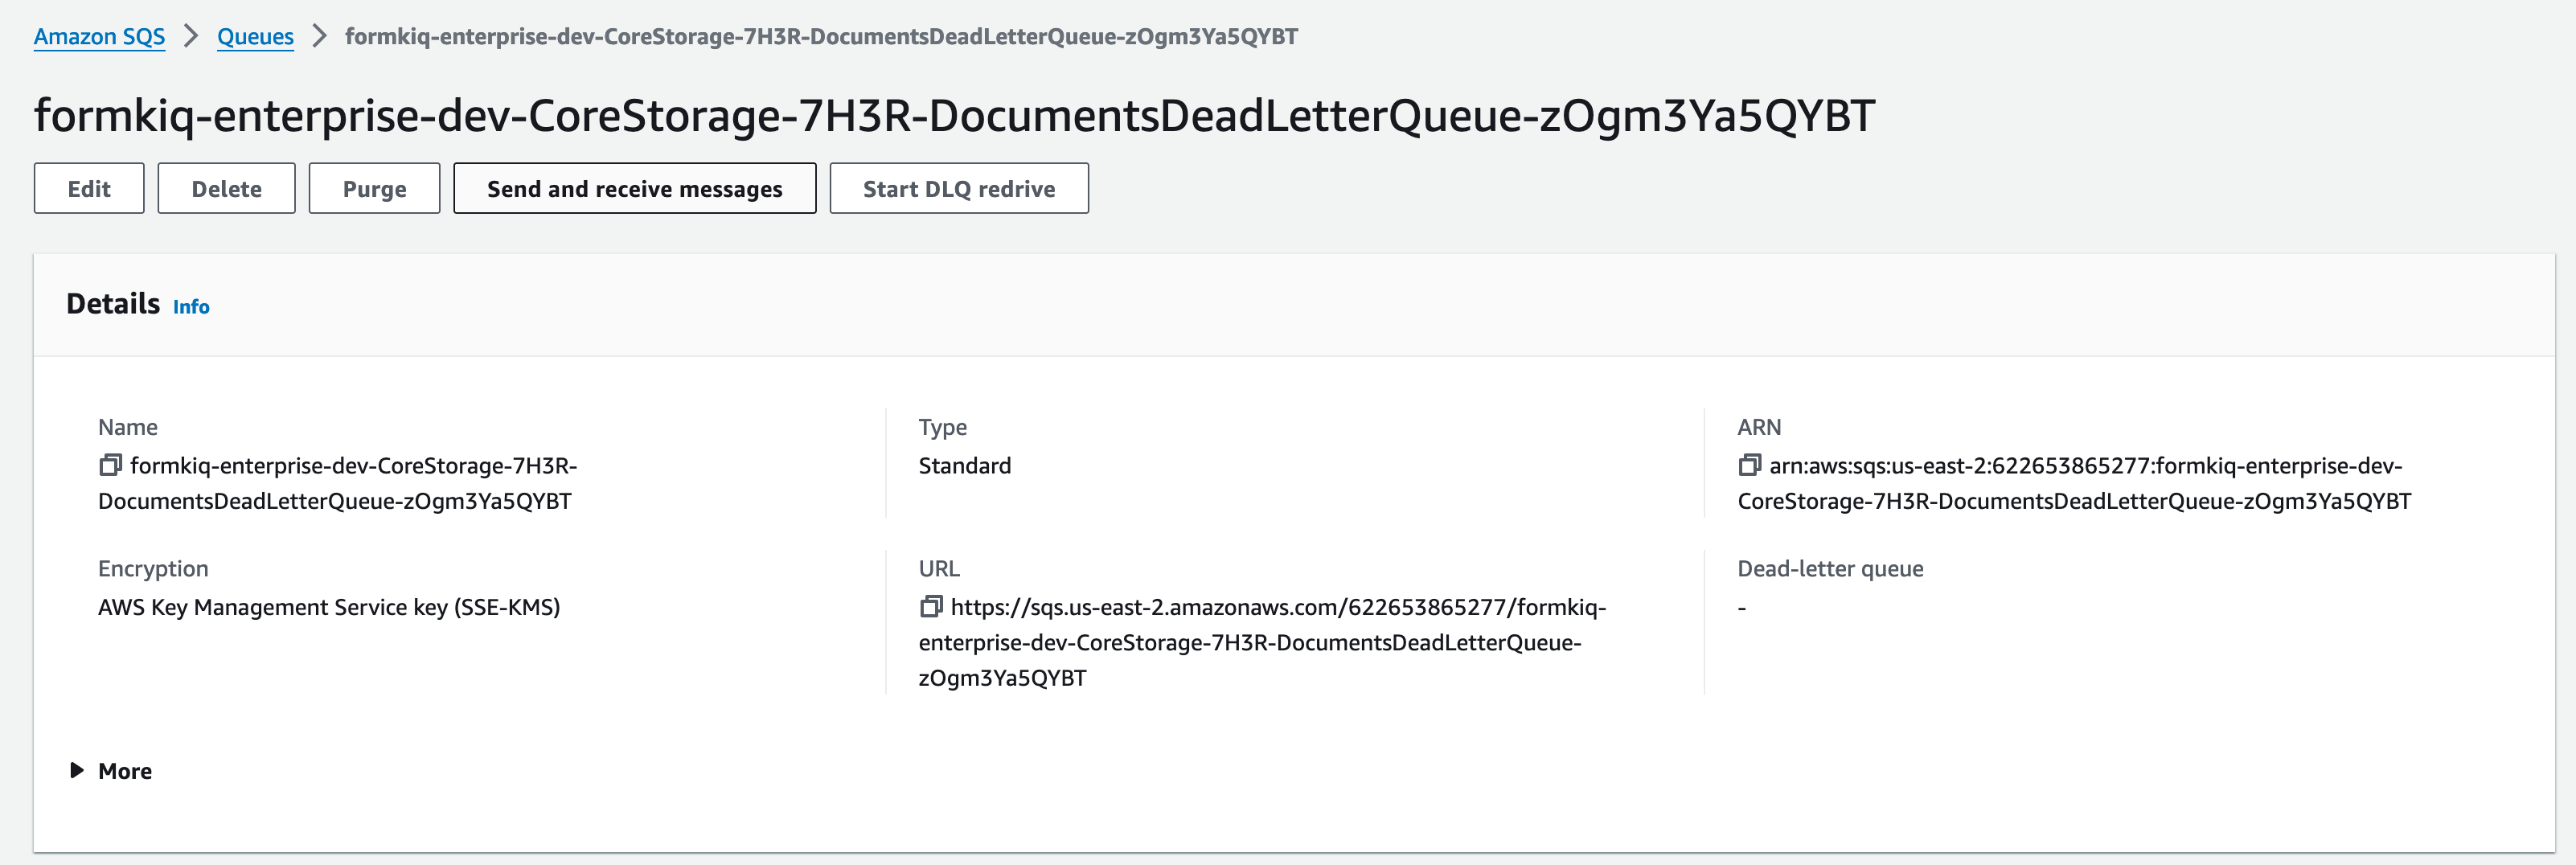 Amazon SQS > Queues > formkiq-enterprise-dev-CoreStorage-7H3R-DocumentsDeadLetterQueue-zOgm3Ya5QYBT
formkiq-enterprise-dev-CoreStorage-7H3R-DocumentsDeadLetterQueue-zOgm3Ya5QYBT
Edit Delete Purge Send and receive messages Start DLQ redrive
Details Info
Name
formkiq-enterprise-dev-CoreStorage-7H3R-
DocumentsDeadLetterQueue-zOgm3Ya5QYBT
Type
Standard
ARN
arn:aws:sqs:us-east-2:622653865277:formkiq-enterprise-dev-
CoreStorage-7H3R-DocumentsDeadLetterQueue-zOgm3Ya5QYBT
Encryption
AWS Key Management Service key (SSE-KMS)
URL
https://sqs.us-east-2.amazonaws.com/622653865277/formkiq-
enterprise-dev-CoreStorage-7H3R-DocumentsDeadLetterQueue-
zOgm3Ya5QYBT
Dead-letter queue
-
More